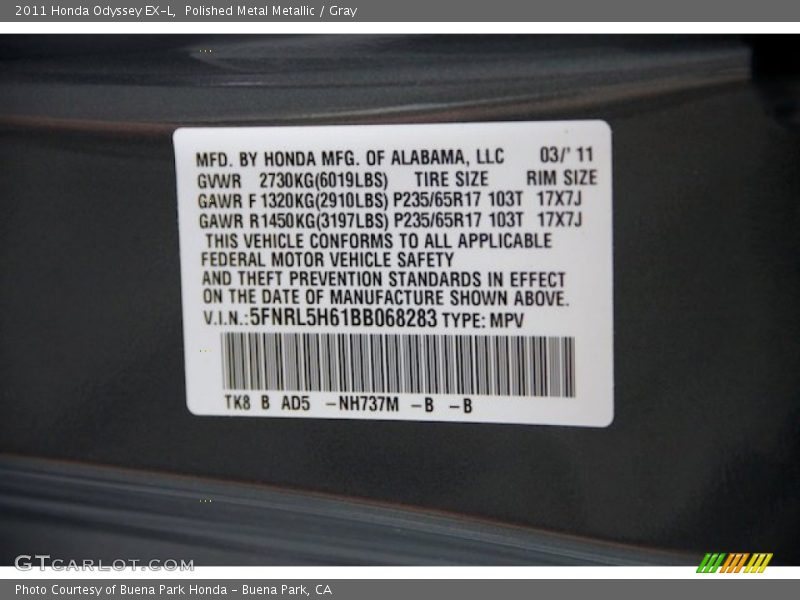 2011 Honda Odyssey EX-L, Polished Metal Metallic / Gray
MFD. BY HONDA MFG. OF ALABAMA, LLC 03/'11
GVWR 2730KG(6019LBS) TIRE SIZE RIM SIZE
GAWR F 1320KG(2910LBS) P235/65R17 103T 17X7J
GAWR R1450KG(3197LBS) P235/65R17 103T 17X7J
THIS VEHICLE CONFORMS TO ALL APPLICABLE
FEDERAL MOTOR VEHICLE SAFETY
AND THEFT PREVENTION STANDARDS IN EFFECT
ON THE DATE OF MANUFACTURE SHOWN ABOVE.
V.I.N.:5FNRL5H61BB068283 TYPE: MPV
TK8 B AD5 -NH737M -B -B
GTCARLOT.COM
Photo Courtesy of Buena Park Honda - Buena Park, CA